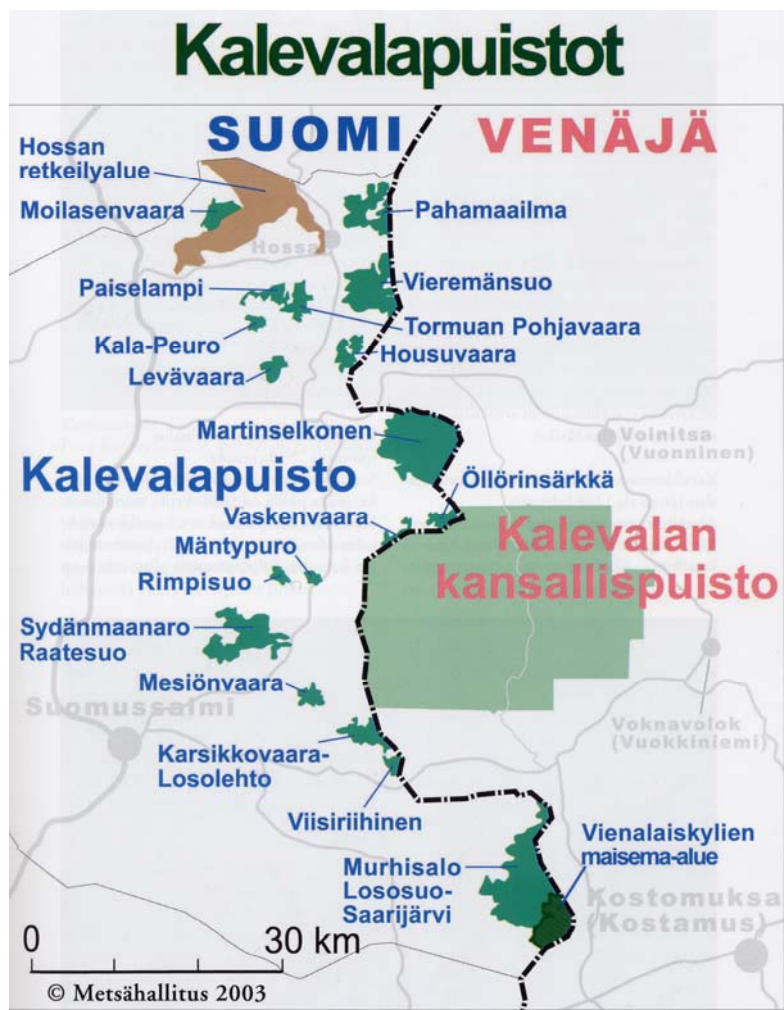 Kalevalapuistot
SUOMI
VENÄJÄ
Hossan
retkeilyalue
Moilasenvaara
Pahamaailma
Hossa
Paiselampi
Vieremänsuo
Tormuan Pohjavaara
Kala-Peuro
Housuvaara
Levävaara
Martinselkonen
Voinitsa
(Vuonninen)
Kalevalapuisto
Öllörinsärkkä
Vaskenvaara
Mäntypuro
Kalevalan
kansallispuisto
Rimpisuo
Sydänmaanaro
Raatesuo
Mesiönvaara
Suomussalmi
Voknavolok
(Vuokkiniemi)
Karsikkovaara-
Losolehto
Viisiriihinen
Vienalaiskylien
maisema-alue
Murhisalo
Lososuo-
Saarijärvi
Kostomuksa
(Kostamus)
0 30 km
© Metsähallitus 2003